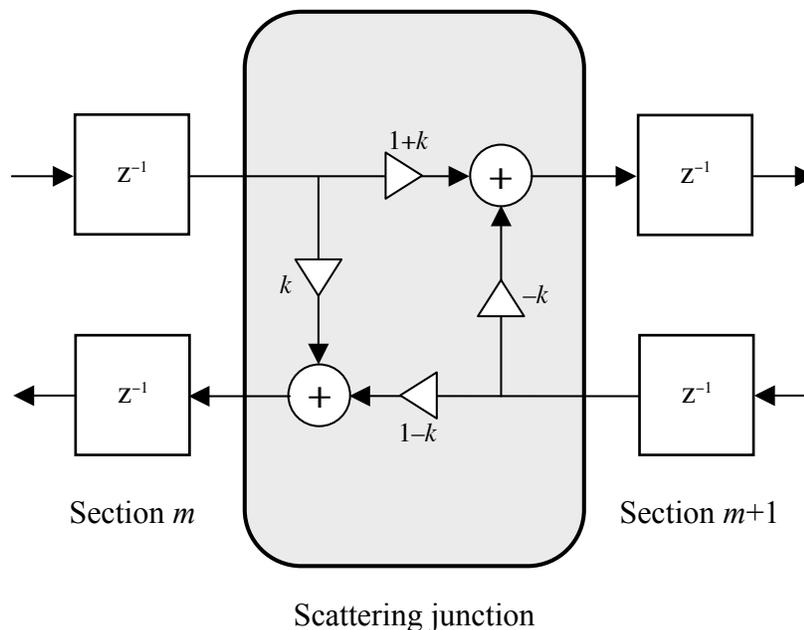 1+k
z⁻¹
+
z⁻¹
k
–k
z⁻¹
+
z⁻¹
1–k
Section m
Section m+1
Scattering junction